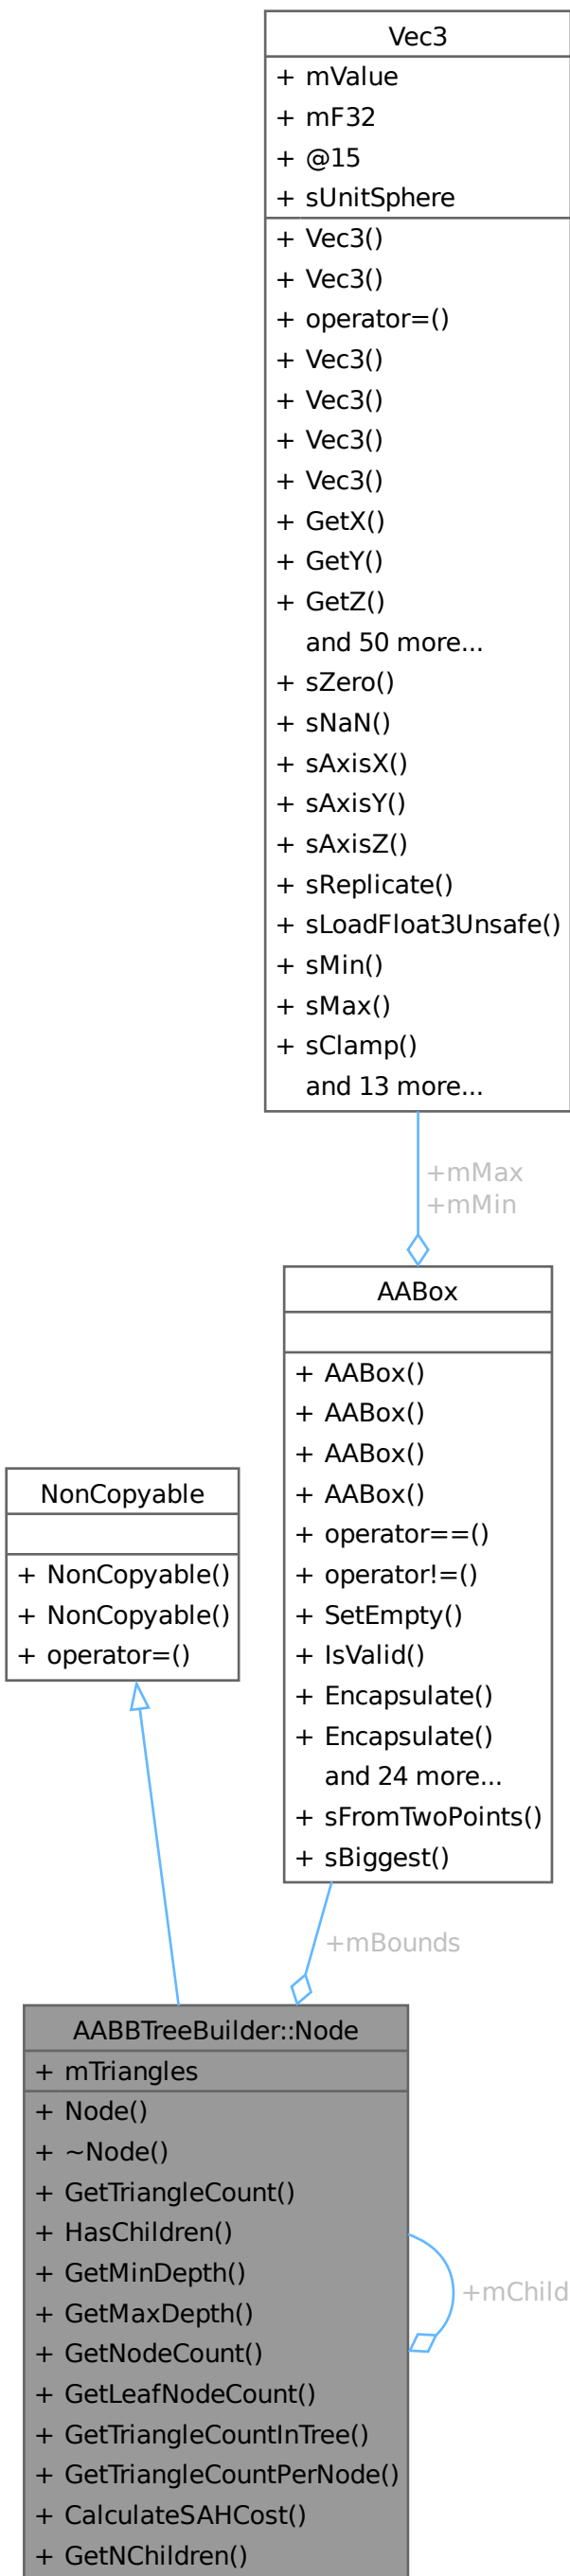 Vec3
+ mValue
+ mF32
+ @15
+ sUnitSphere
+ Vec3()
+ Vec3()
+ operator=()
+ Vec3()
+ Vec3()
+ Vec3()
+ Vec3()
+ GetX()
+ GetY()
+ GetZ()
and 50 more...
+ sZero()
+ sNaN()
+ sAxisX()
+ sAxisY()
+ sAxisZ()
+ sReplicate()
+ sLoadFloat3Unsafe()
+ sMin()
+ sMax()
+ sClamp()
and 13 more...
+mMax
+mMin
AABox
+ AABox()
+ AABox()
+ AABox()
+ AABox()
+ operator==()
+ operator!=()
+ SetEmpty()
+ IsValid()
+ Encapsulate()
+ Encapsulate()
and 24 more...
+ sFromTwoPoints()
+ sBiggest()
NonCopyable
+ NonCopyable()
+ NonCopyable()
+ operator=()
+mBounds
AABBTreeBuilder::Node
+ mTriangles
+ Node()
+ ~Node()
+ GetTriangleCount()
+ HasChildren()
+ GetMinDepth()
+ GetMaxDepth()
+ GetNodeCount()
+ GetLeafNodeCount()
+ GetTriangleCountInTree()
+ GetTriangleCountPerNode()
+ CalculateSAHCost()
+ GetNChildren()
+mChild